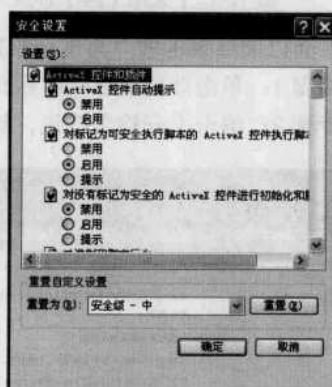 安全设置
设置(S):
ActiveX 控件和插件
ActiveX 控件自动提示
禁用
启用
对标记为可安全执行脚本的 ActiveX 控件执行脚
禁用
启用
提示
对没有标记为安全的 ActiveX 控件进行初始化和
禁用
启用
提示
重置自定义设置
重置为(R): 安全级 - 中 重置(E)
确定 取消